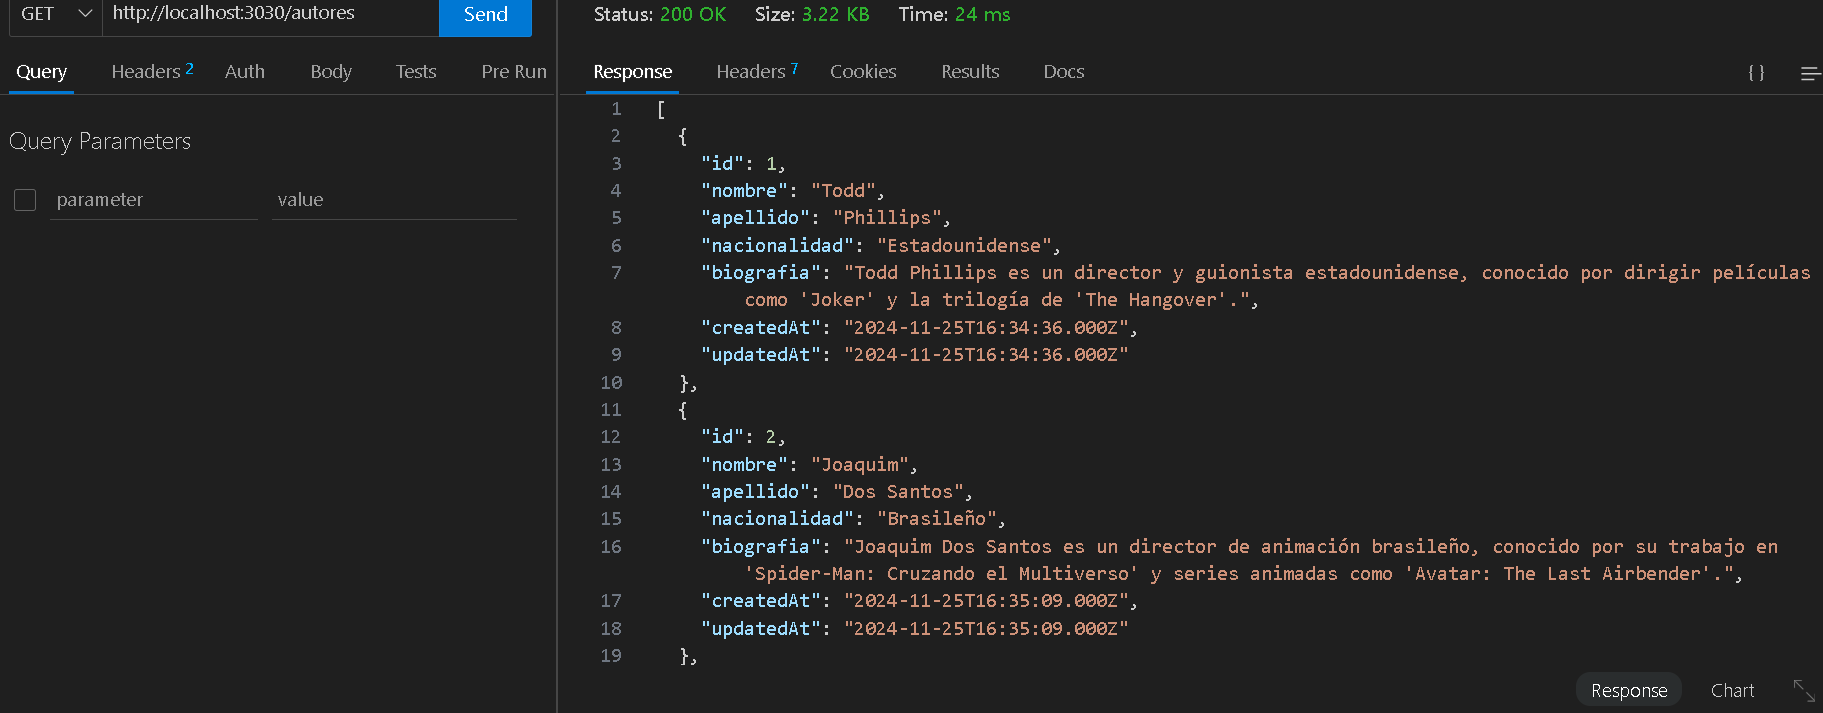 GET http://localhost:3030/autores Send
Query Headers 2 Auth Body Tests Pre Run
Query Parameters
parameter value
Status: 200 OK Size: 3.22 KB Time: 24 ms
Response Headers 7 Cookies Results Docs { }
1 [
2 {
3 "id": 1,
4 "nombre": "Todd",
5 "apellido": "Phillips",
6 "nacionalidad": "Estadounidense",
7 "biografia": "Todd Phillips es un director y guionista estadounidense, conocido por dirigir películas
como 'Joker' y la trilogía de 'The Hangover'.",
8 "createdAt": "2024-11-25T16:34:36.000Z",
9 "updatedAt": "2024-11-25T16:34:36.000Z"
10 },
11 {
12 "id": 2,
13 "nombre": "Joaquim",
14 "apellido": "Dos Santos",
15 "nacionalidad": "Brasileño",
16 "biografia": "Joaquim Dos Santos es un director de animación brasileño, conocido por su trabajo en
'Spider-Man: Cruzando el Multiverso' y series animadas como 'Avatar: The Last Airbender'.",
17 "createdAt": "2024-11-25T16:35:09.000Z",
18 "updatedAt": "2024-11-25T16:35:09.000Z"
19 },
Response Chart